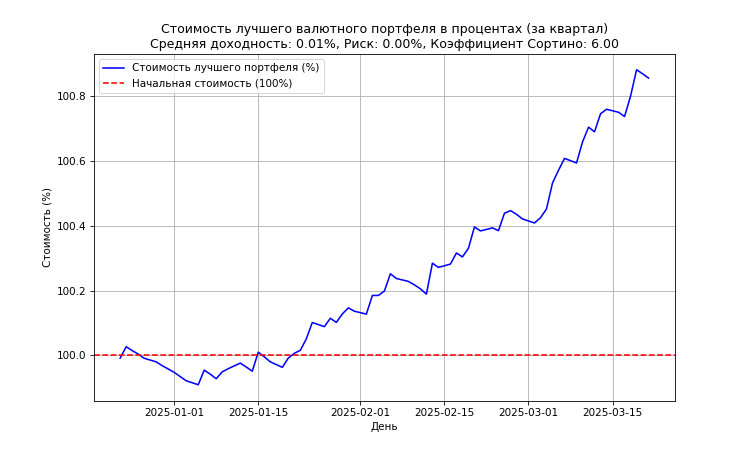 Стоимость лучшего валютного портфеля в процентах (за квартал)
Средняя доходность: 0.01%, Риск: 0.00%, Коэффициент Сортино: 6.00
Стоимость лучшего портфеля (%)
Начальная стоимость (100%)
Стоимость (%)
100.8
100.6
100.4
100.2
100.0
2025-01-01
2025-01-15
2025-02-01
2025-02-15
2025-03-01
2025-03-15
День